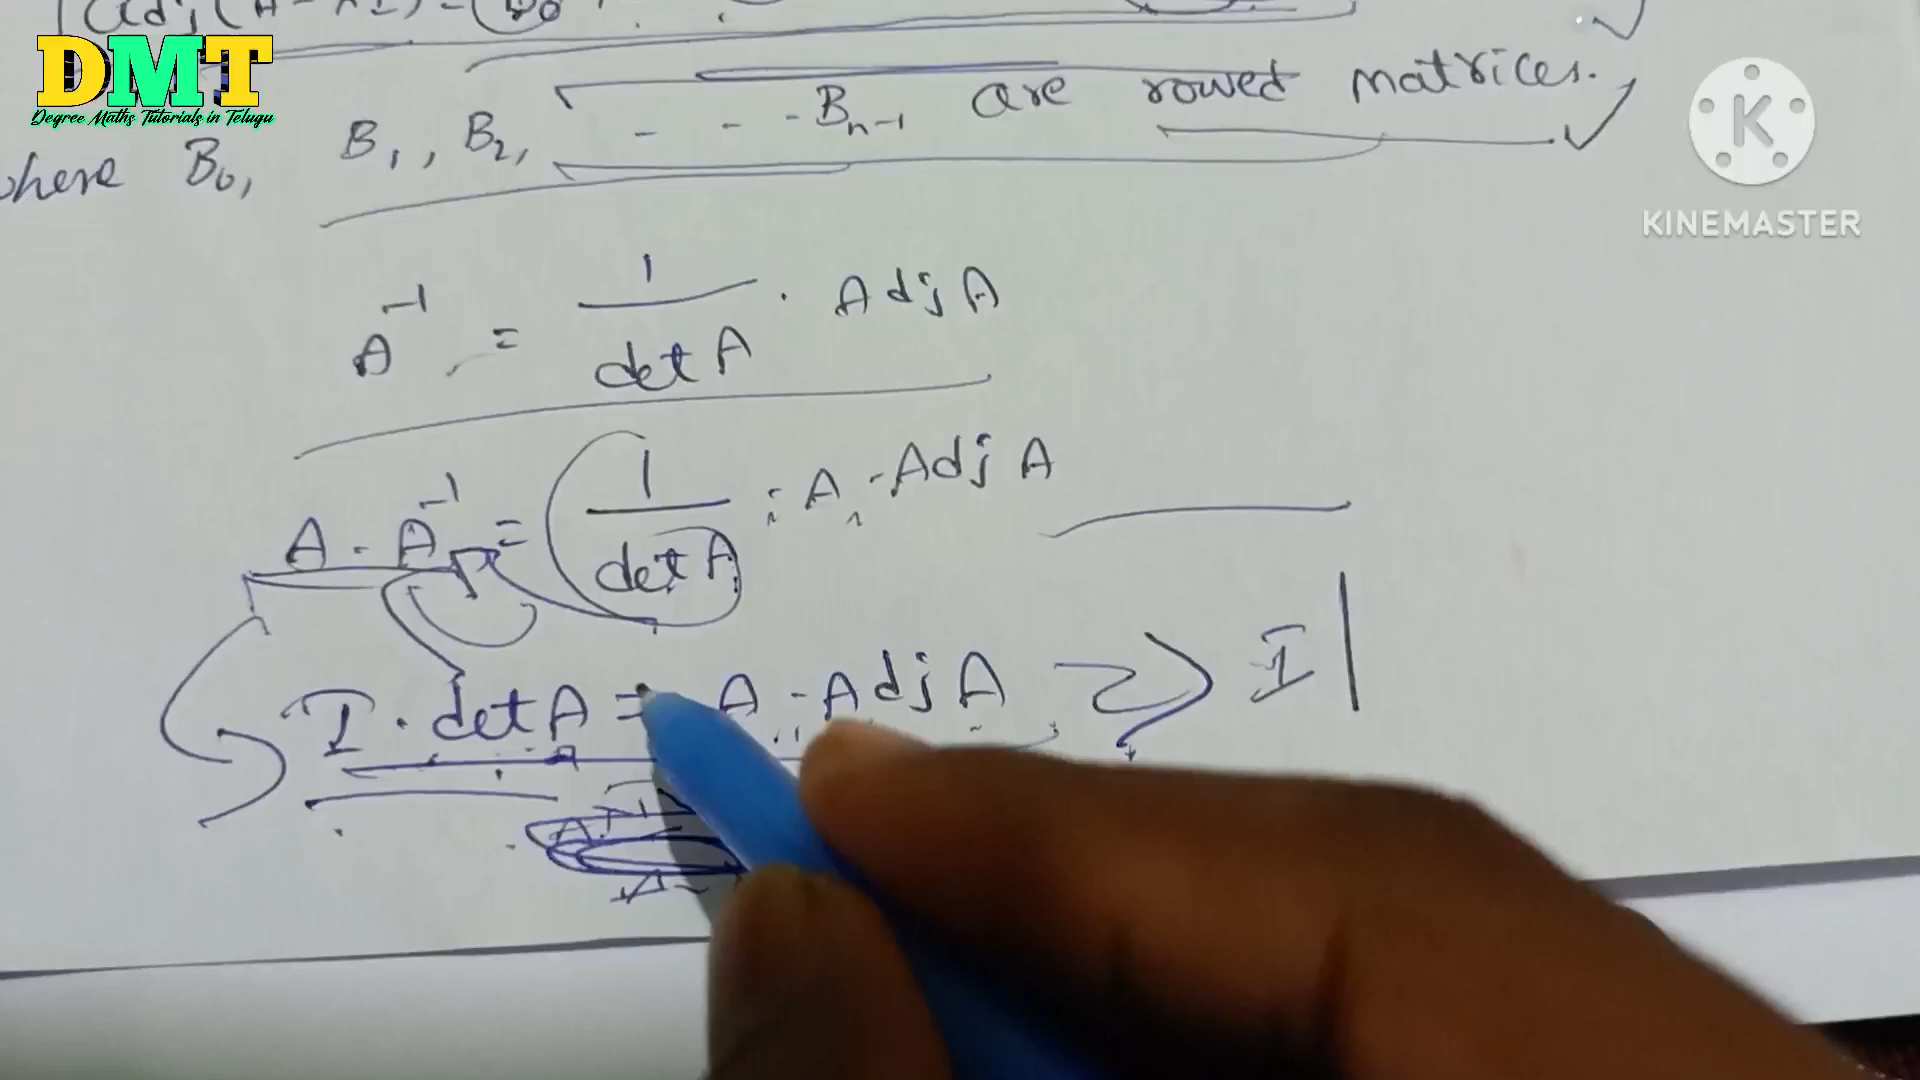 DMT
Degree Maths Tutorials in Telugu
KINEMASTER
where B₀, B₁, B₂, - - - Bₙ₋₁ are rowed matrices.
A⁻¹ = 1/det A · Adj A
A · A⁻¹ = 1/det A · A · Adj A
I · det A = A · Adj A
I